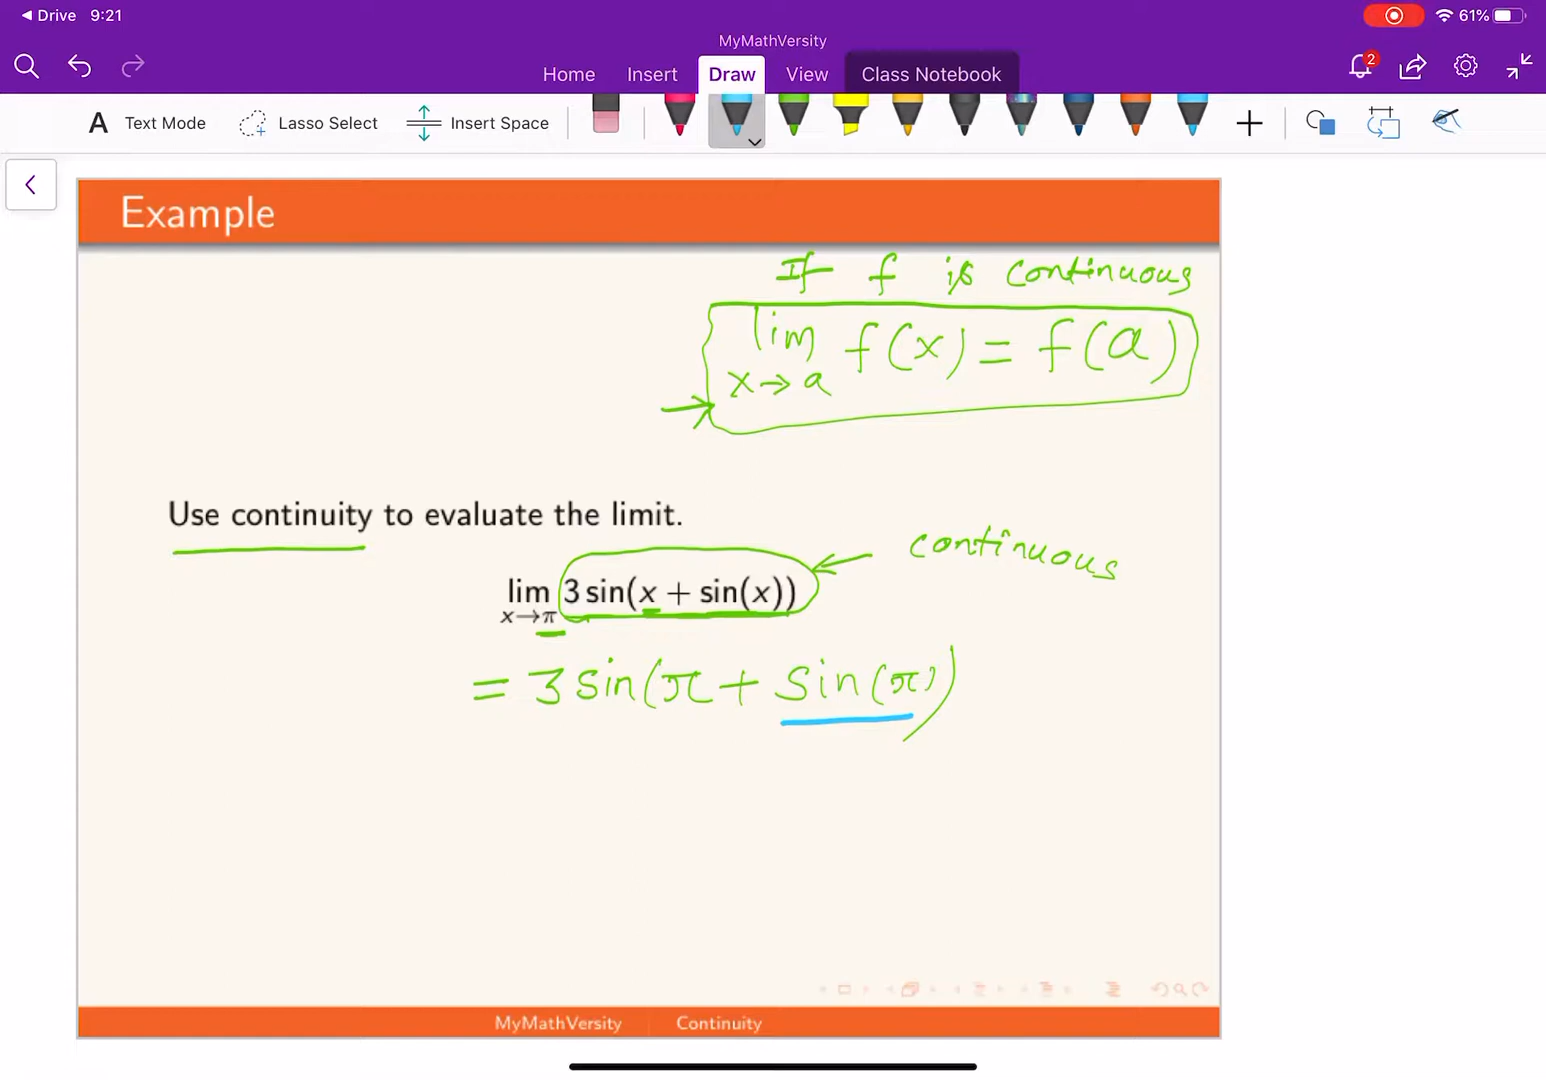 Drive 9:21
61%
MyMathVersity
2
Home Insert Draw View Class Notebook
A Text Mode Lasso Select Insert Space
Example
If f is continuous
lim f(x) = f(a)
x→a
Use continuity to evaluate the limit.
continuous
lim 3 sin(x + sin(x))
x→π
= 3 sin(π + sin(π))
MyMathVersity Continuity